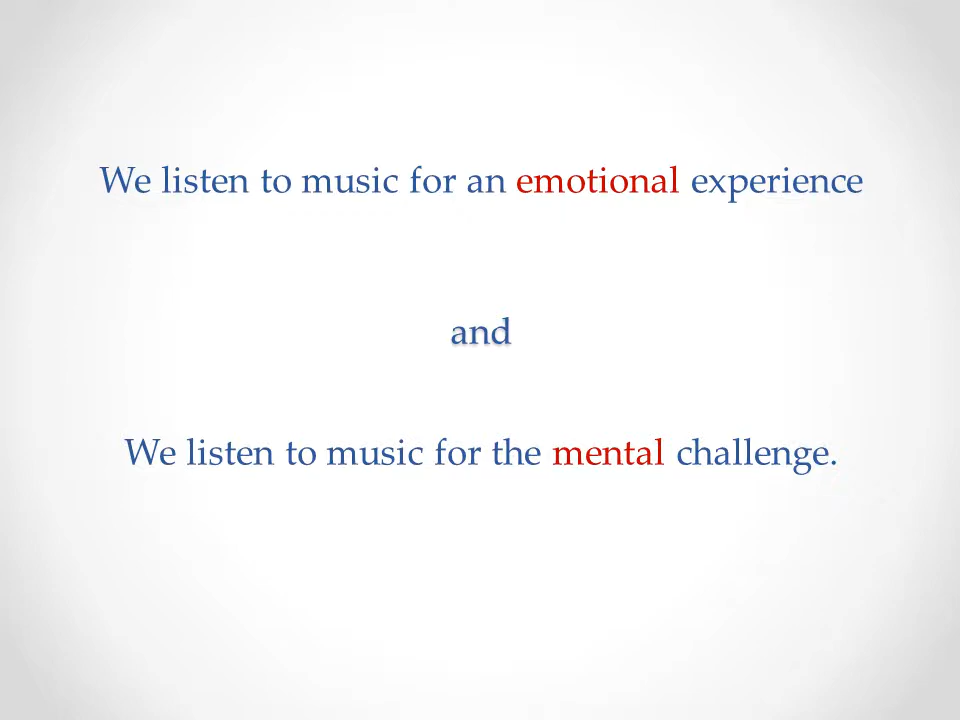 We listen to music for an emotional experience
and
We listen to music for the mental challenge.